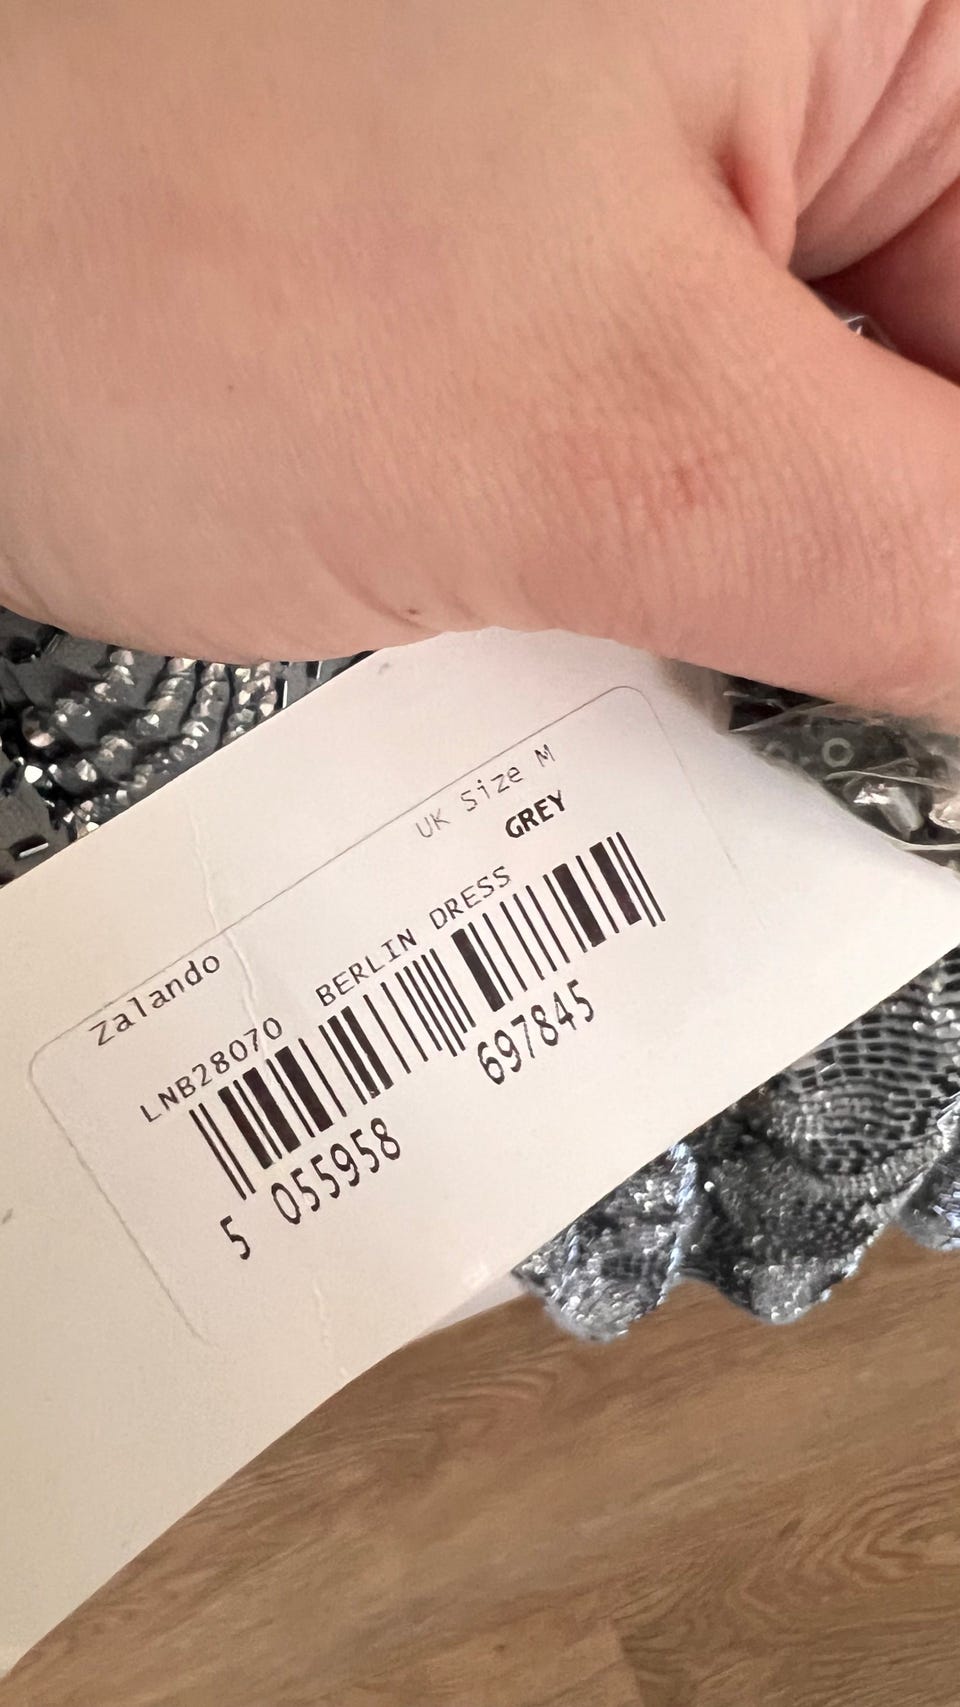 Zalando UK Size M
GREY
LNB28070 BERLIN DRESS
5 055958 697845